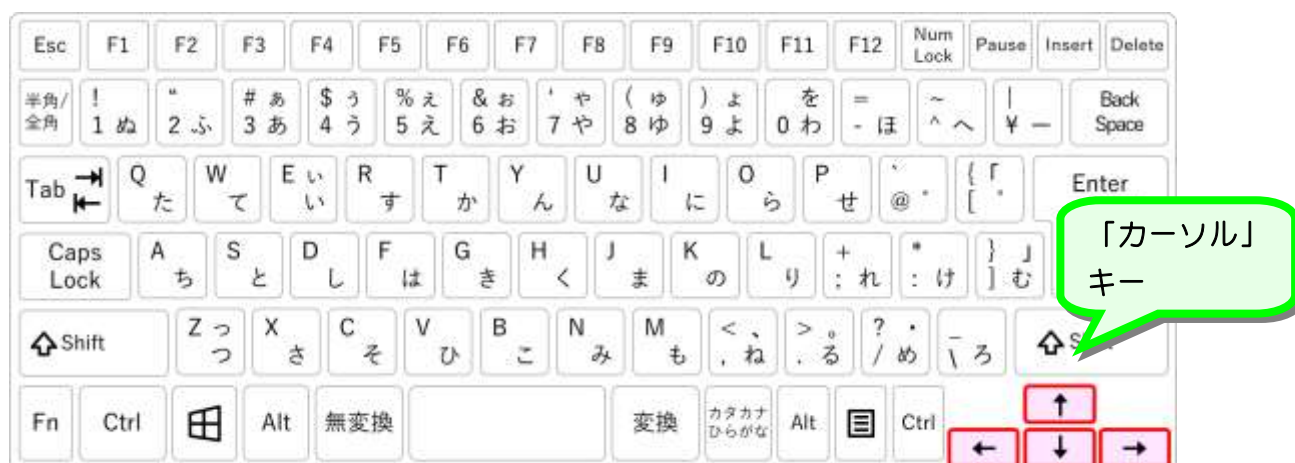 Esc F1 F2 F3 F4 F5 F6 F7 F8 F9 F10 F11 F12 Num Lock Pause Insert Delete
半角/全角 ! 1 ぬ “ 2 ふ # ぁ 3 あ $ ぅ 4 う % ぇ 5 え & ぉ 6 お ' ゃ 7 や ( ゅ 8 ゆ ) ょ 9 よ を 0 わ = - ほ ~ ^ へ | ¥ ー Back Space
Tab Q た W て E ぃ い R す T か Y ん U な I に O ら P せ ` @ ゛ { 「 [ ゜ Enter
Caps Lock A ち S と D し F は G き H く J ま K の L り + : れ * : け } 」 ] む
「カーソル」
キー
Shift Z っ つ X さ C そ V ひ B こ N み M も < 、 , ね > 。 . る ? ・ / め _ \ ろ
Fn Ctrl Alt 無変換 変換 カタカナ ひらがな Alt Ctrl ↑
← ↓ →